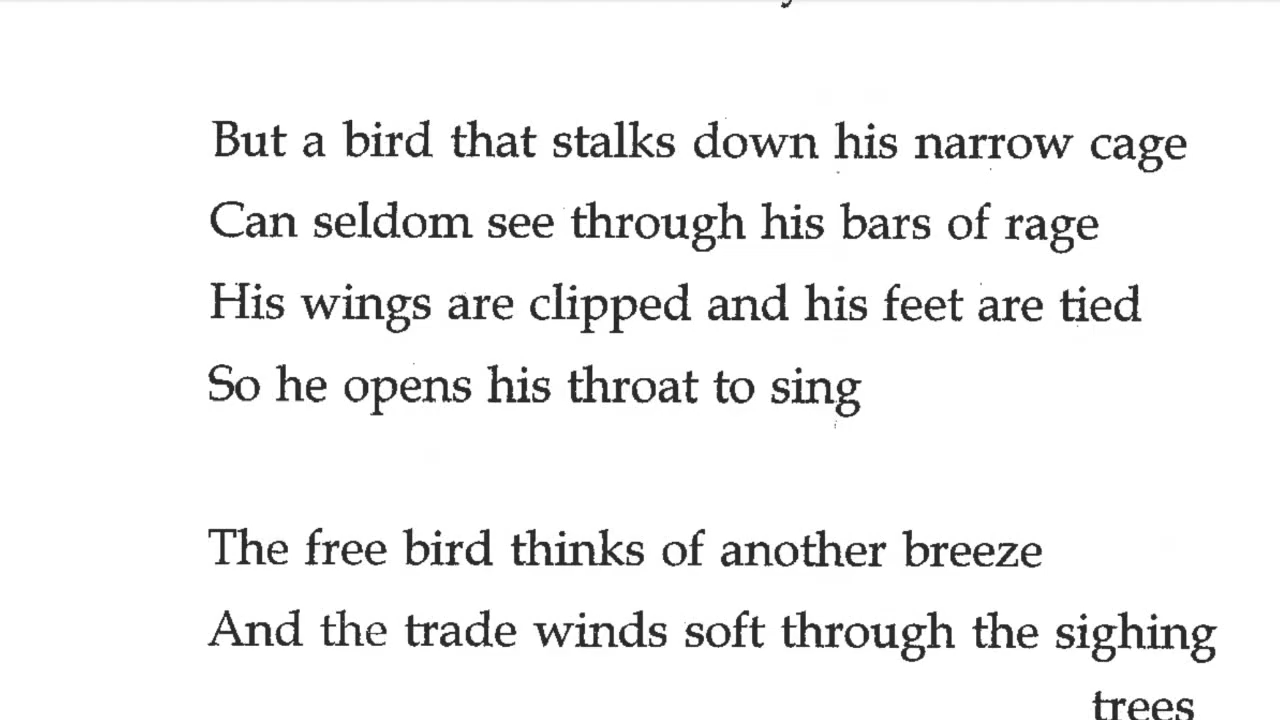 But a bird that stalks down his narrow cage
Can seldom see through his bars of rage
His wings are clipped and his feet are tied
So he opens his throat to sing
The free bird thinks of another breeze
And the trade winds soft through the sighing
trees